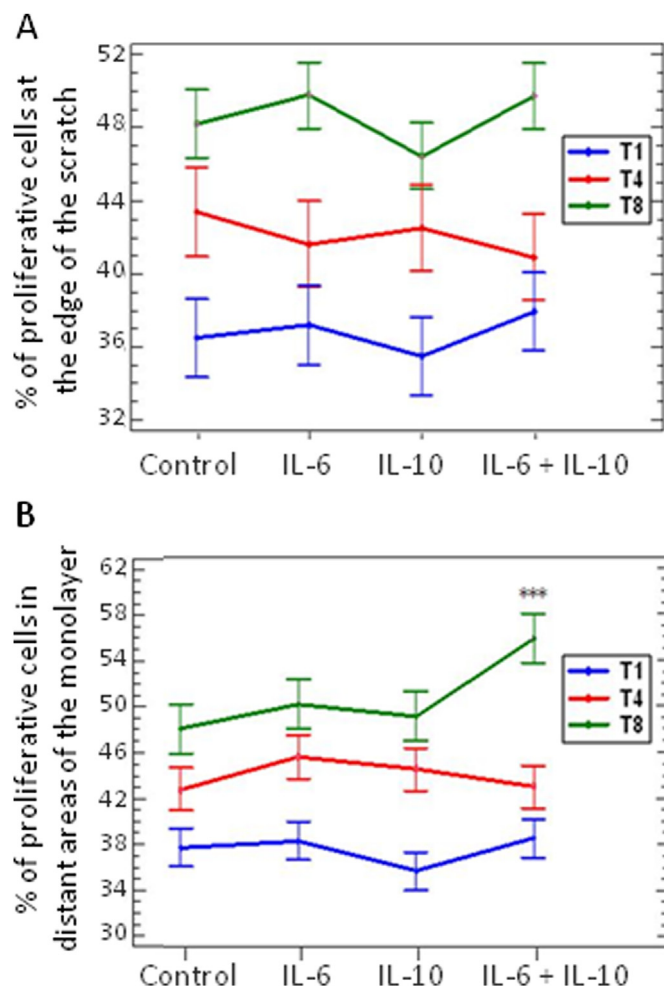 A
% of proliferative cells at
the edge of the scratch
52
48
44
40
36
32
T1
T4
T8
Control IL-6 IL-10 IL-6 + IL-10
B
% of proliferative cells in
distant areas of the monolayer
62
58
54
50
46
42
38
34
30
***
T1
T4
T8
Control IL-6 IL-10 IL-6 + IL-10